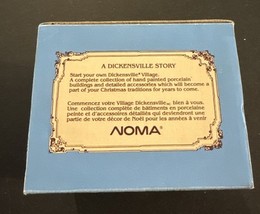 A DICKENSVILLE STORY
Start your own Dickensville® Village.
A complete collection of hand painted porcelain
buildings and detailed accessories which will become a
part of your Christmas traditions for years to come.
Commencez votre Village Dickensville, bien à vous.
Une collection complète de bâtiments en porcelaine
peinte et d'accessoires détaillés qui deviendront une
partie de votre décor de Noël pour les années à venir
NOMA